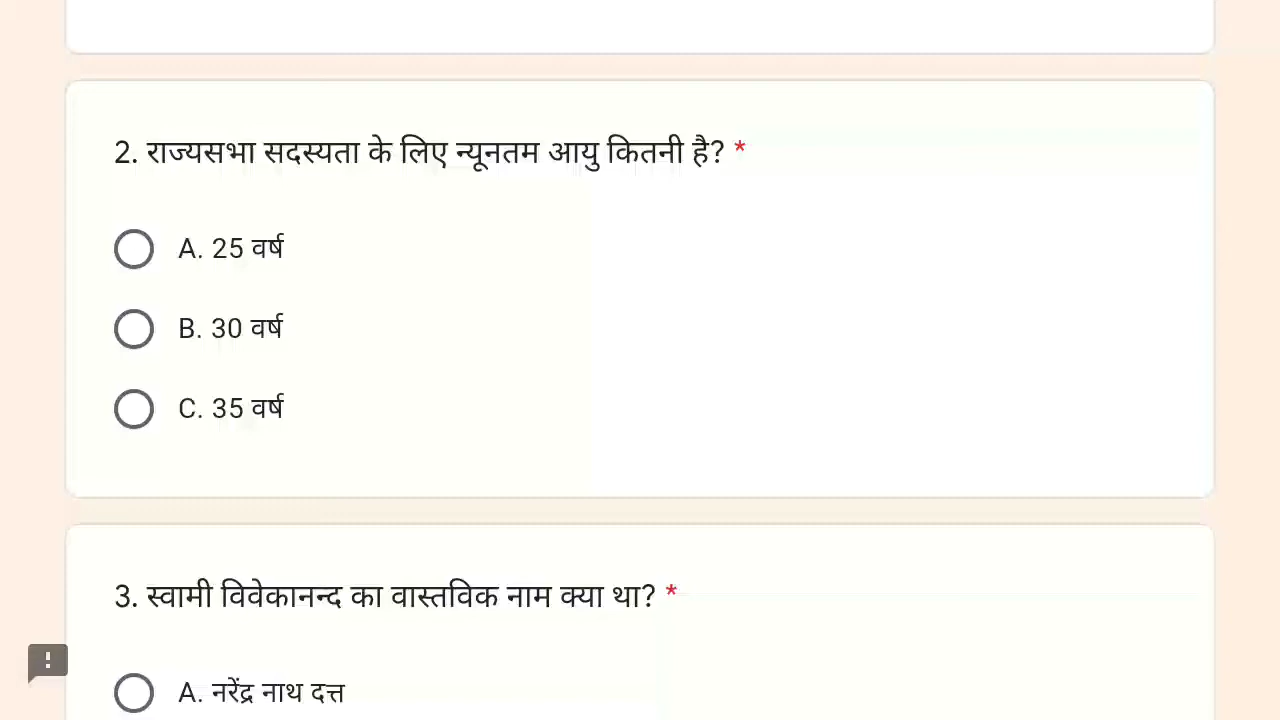 2. राज्यसभा सदस्यता के लिए न्यूनतम आयु कितनी है? *
A. 25 वर्ष
B. 30 वर्ष
C. 35 वर्ष
3. स्वामी विवेकानन्द का वास्तविक नाम क्या था? *
A. नरेंद्र नाथ दत्त